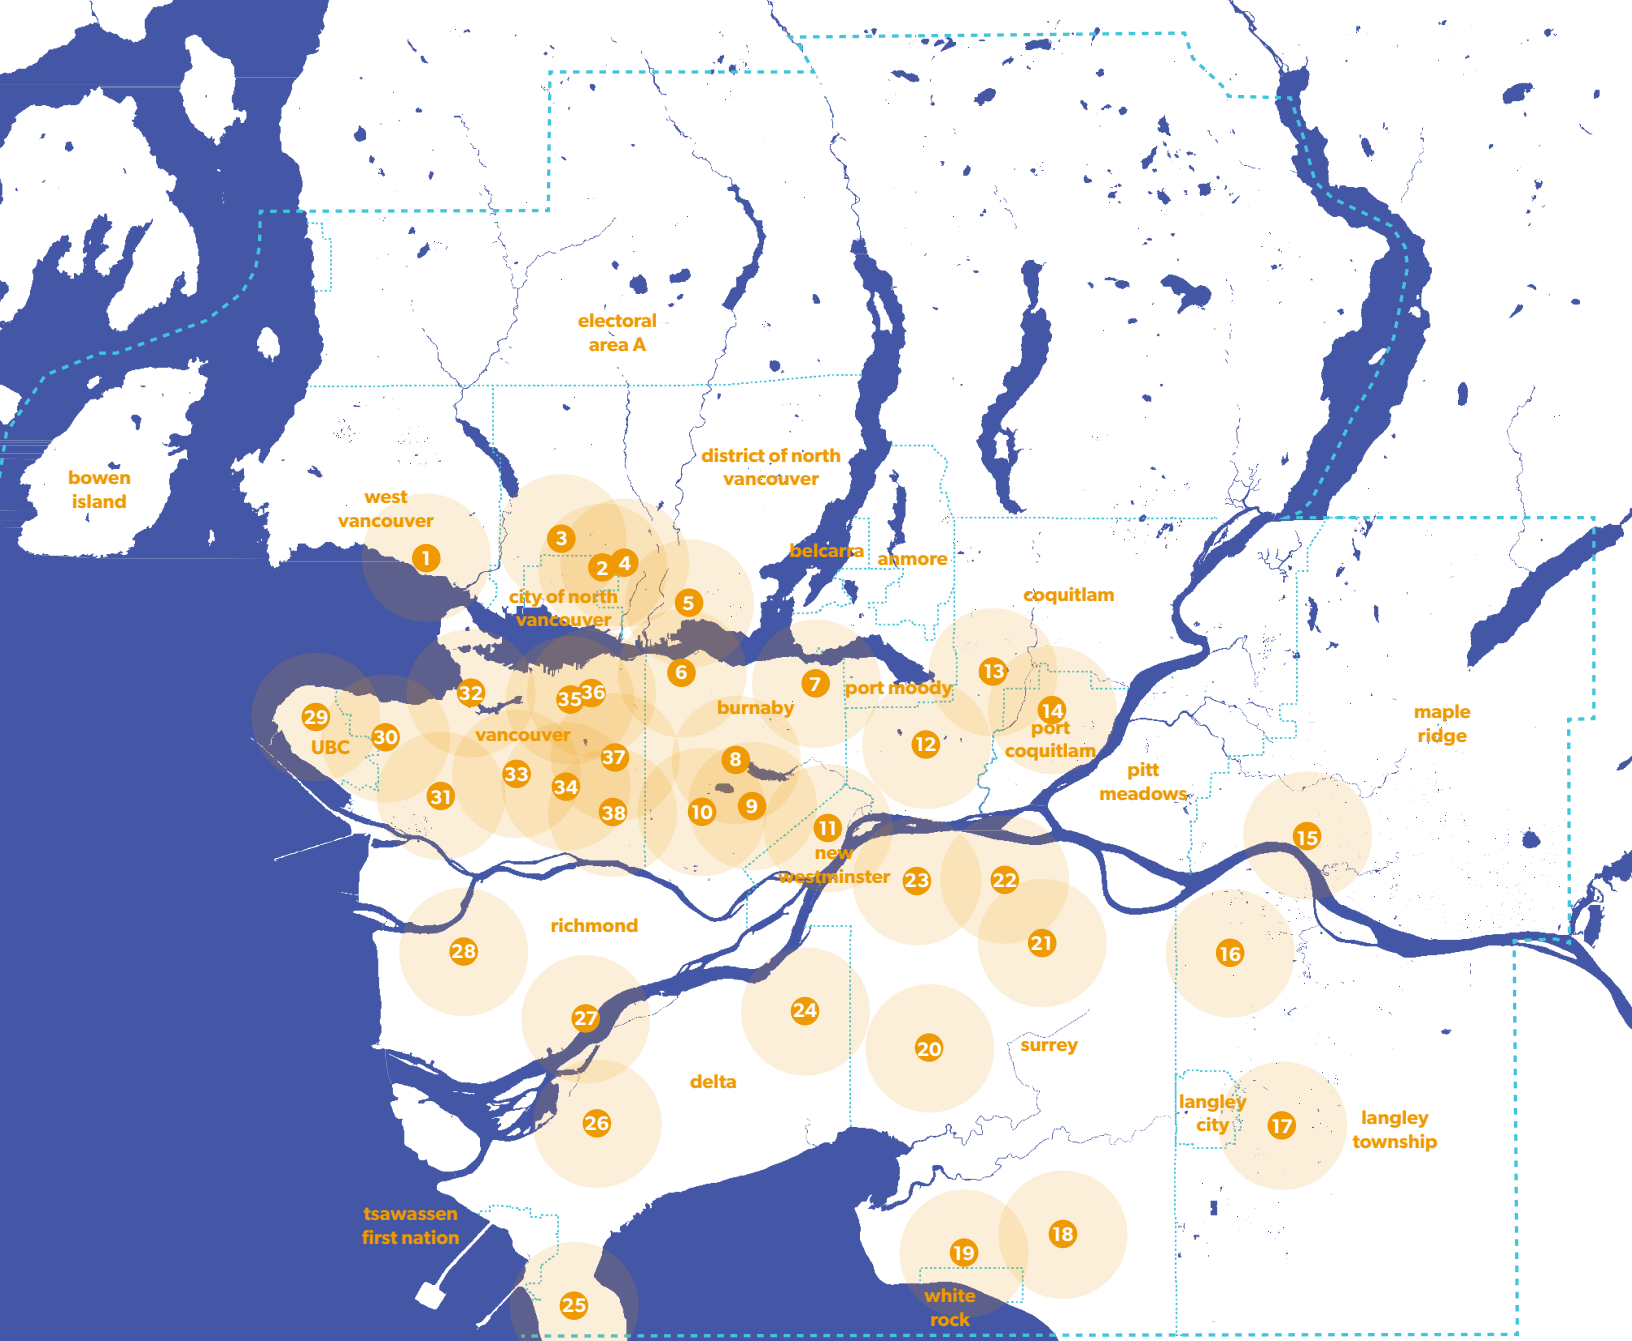 electoral
area A
district of north
vancouver
bowen
island
west
vancouver
3
belcarra
1
2
4
anmore
city of north
vancouver
5
coquitlam
32
35
36
6
7
port moody
13
29
UBC
30
vancouver
burnaby
14
port
coquitlam
maple
ridge
37
8
12
33
34
pitt
meadows
31
38
10
9
11
new
westminster
15
23
22
richmond
28
21
16
27
24
20
surrey
delta
26
langley
city
17
langley
township
tsawassen
first nation
19
18
25
white
rock